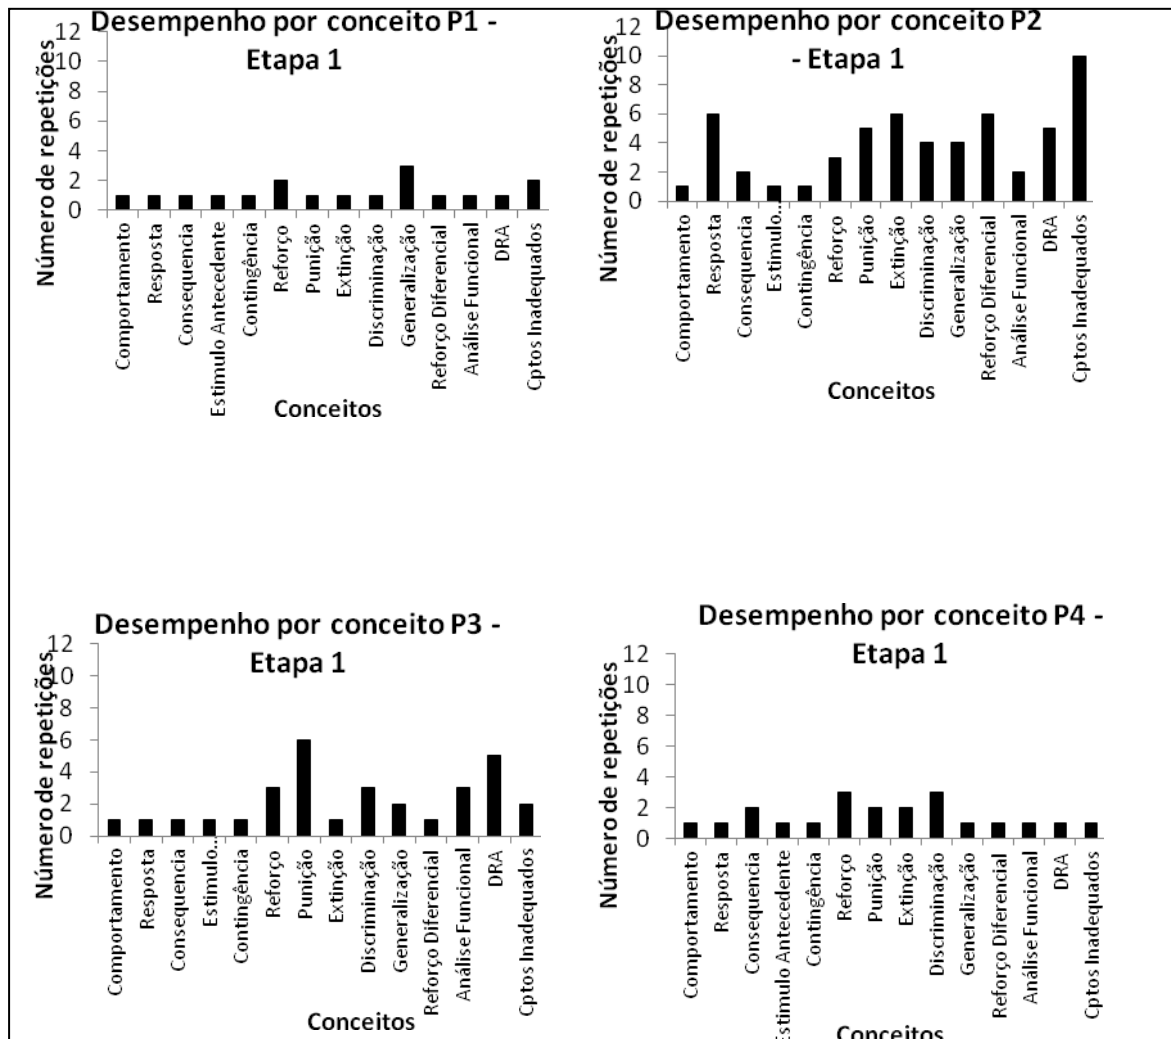 Desempenho por conceito P1 -
Etapa 1
Número de repetições
12
10
8
6
4
2
0
Comportamento
Resposta
Consequencia
Estimulo Antecedente
Contingência
Reforço
Punição
Extinção
Discriminação
Generalização
Reforço Diferencial
Análise Funcional
DRA
Cptos Inadequados
Conceitos
Desempenho por conceito P2
- Etapa 1
Número de repetições
12
10
8
6
4
2
0
Comportamento
Resposta
Consequencia
Estimulo...
Contingência
Reforço
Punição
Extinção
Discriminação
Generalização
Reforço Diferencial
Análise Funcional
DRA
Cptos Inadequados
Conceitos
Desempenho por conceito P3 -
Etapa 1
Número de repetições
12
10
8
6
4
2
0
Comportamento
Resposta
Consequencia
Estimulo...
Contingência
Reforço
Punição
Extinção
Discriminação
Generalização
Reforço Diferencial
Análise Funcional
DRA
Cptos Inadequados
Conceitos
Desempenho por conceito P4 -
Etapa 1
Número de repetições
12
10
8
6
4
2
0
Comportamento
Resposta
Consequencia
Estimulo Antecedente
Contingência
Reforço
Punição
Extinção
Discriminação
Generalização
Reforço Diferencial
Análise Funcional
DRA
Cptos Inadequados
Conceitos